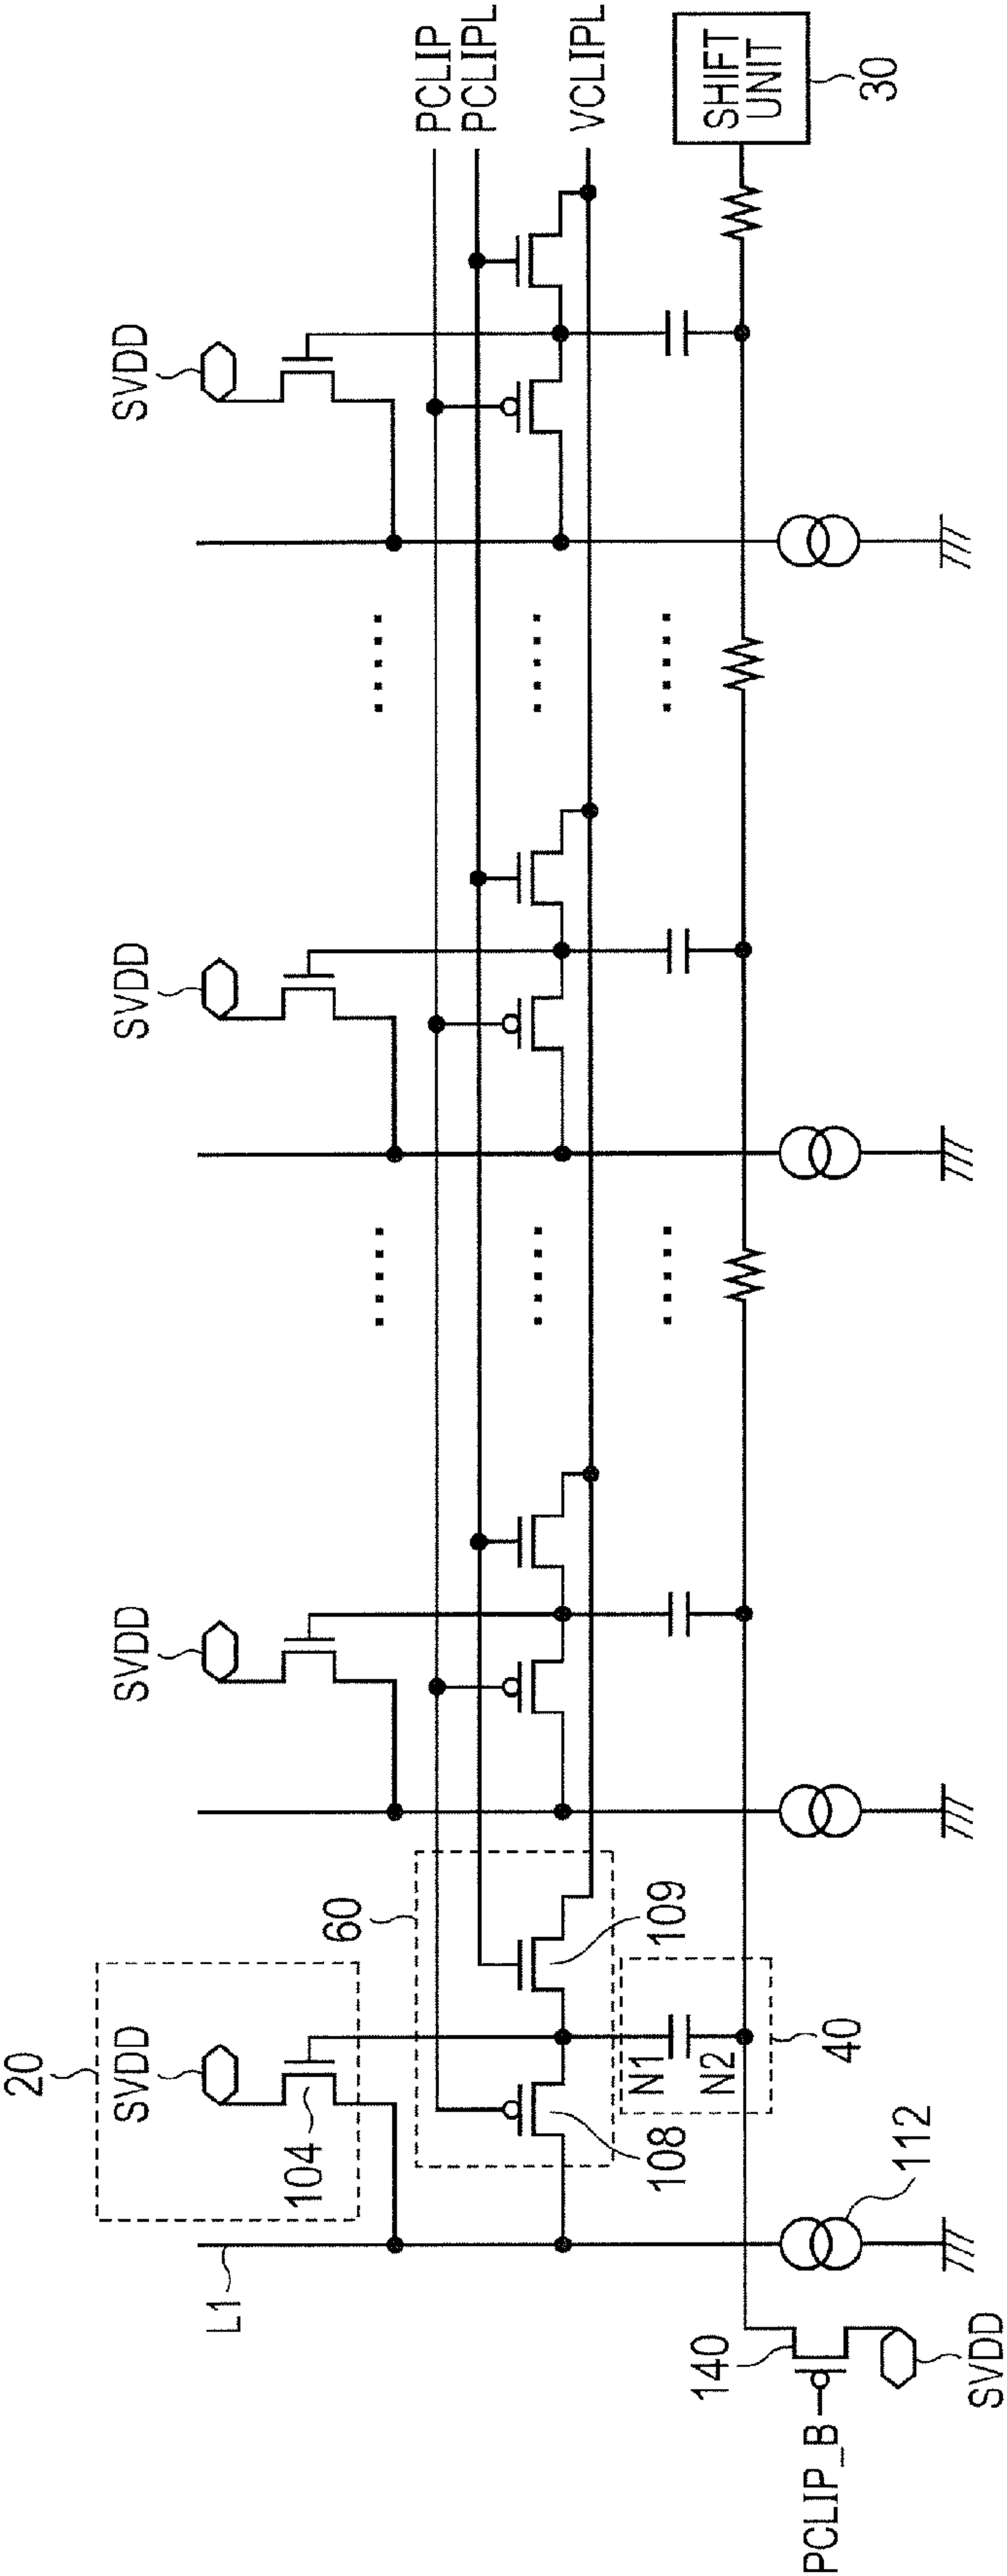 20
SVDD
104
L1
SVDD
SVDD
SVDD
60
PCLIP
PCLIPL
VCLIPL
108
109
N1
N2
40
112
140
PCLIP_B
SVDD
SHIFT
UNIT
30